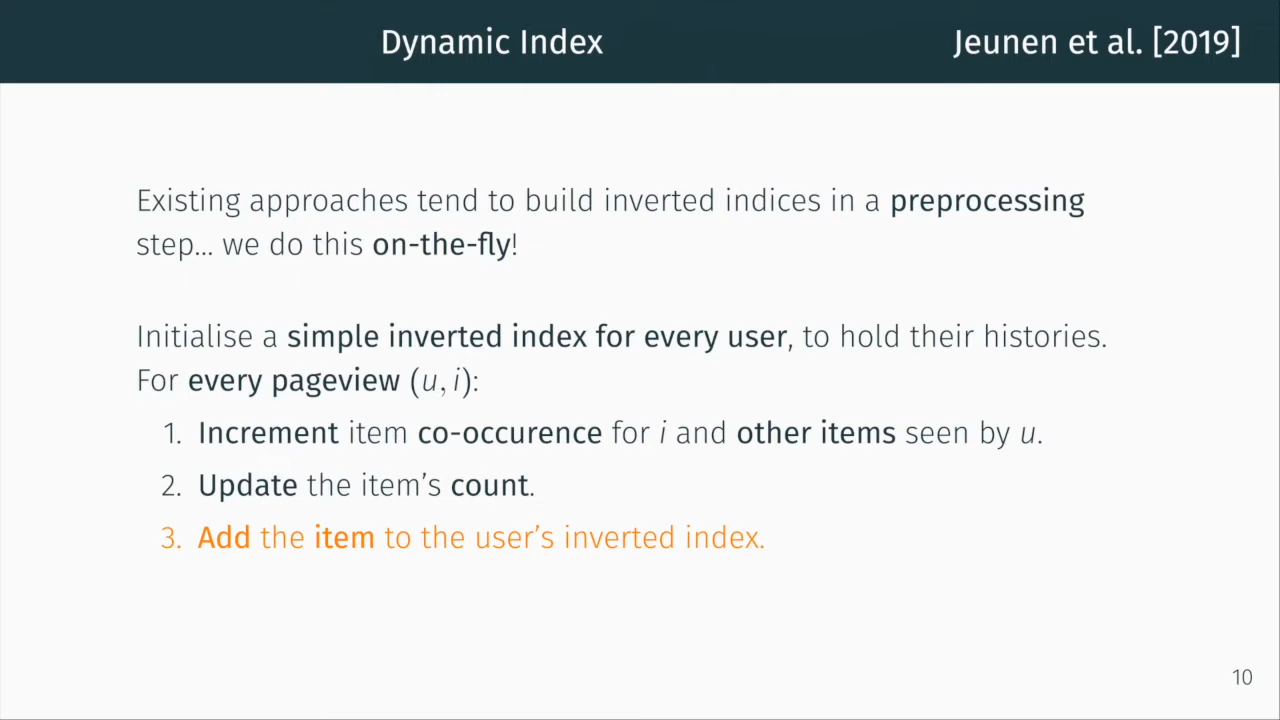 Dynamic Index
Jeunen et al. [2019]
Existing approaches tend to build inverted indices in a preprocessing
step... we do this on-the-fly!
Initialise a simple inverted index for every user, to hold their histories.
For every pageview (u, i):
1. Increment item co-occurence for i and other items seen by u.
2. Update the item's count.
3. Add the item to the user's inverted index.
10